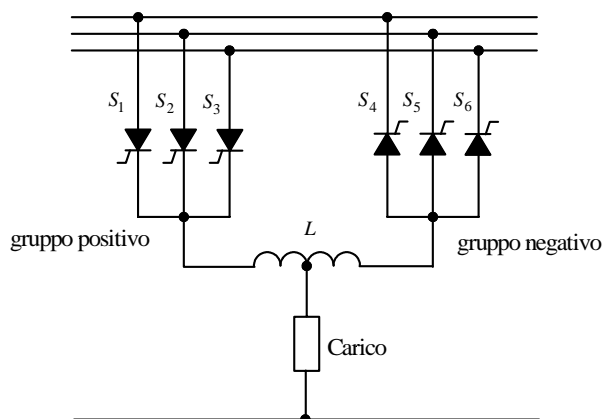 S1 S2 S3 S4 S5 S6
gruppo positivo
L
gruppo negativo
Carico